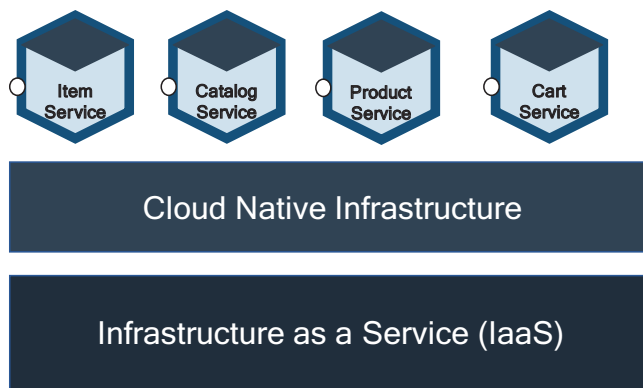 Item
Service
Catalog
Service
Product
Service
Cart
Service
Cloud Native Infrastructure
Infrastructure as a Service (IaaS)